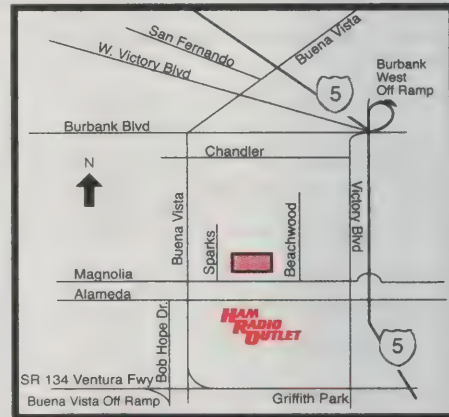 San Fernando
Buena Vista
W. Victory Blvd
5
Burbank
West
Off Ramp
Burbank Blvd
Chandler
N
Buena Vista
Sparks
Beachwood
Victory Blvd
Magnolia
Alameda
Bob Hope Dr.
HAM
RADIO
OUTLET
5
SR 134 Ventura Fwy
Buena Vista Off Ramp
Griffith Park